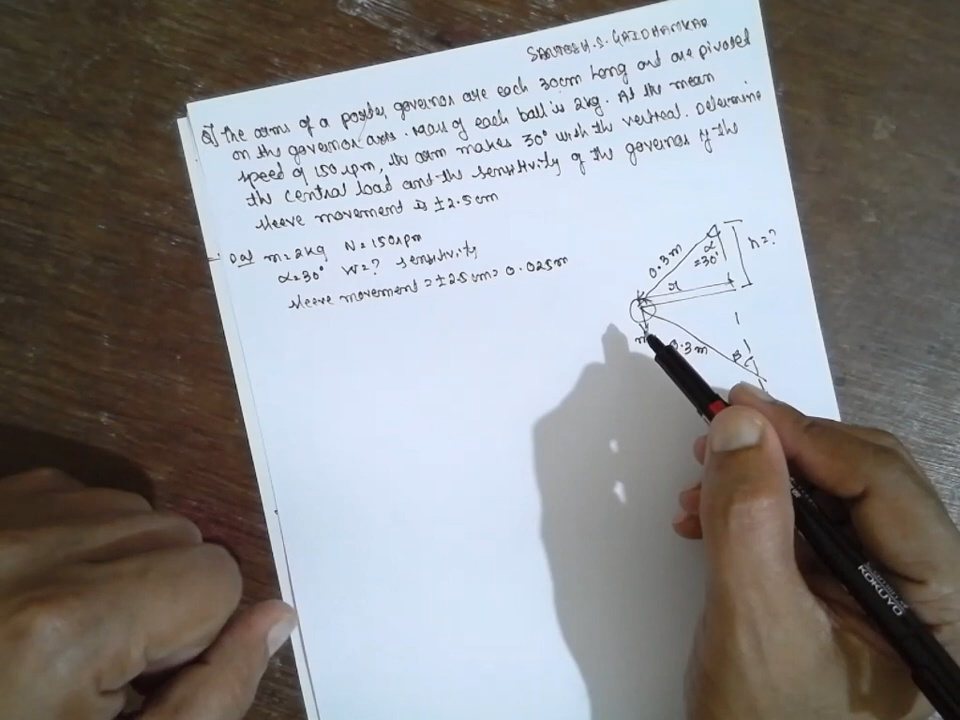 SANTOSH.S. GAIDHANKAR
Q] The arms of a porter governor are each 30cm long and are pivoted
on the governor axis. Mass of each ball is 2kg. At the mean
speed of 150 rpm, the arm makes 30° with the vertical. Determine
the central load and the sensitivity of the governor if the
sleeve movement is ±2.5cm
m=2kg N=150rpm
α=30° W=? sensitivity
sleeve movement = ±2.5cm = 0.025m
0.3m
α
=30°
h=?
r
m
0.3m
β
KOKUYO